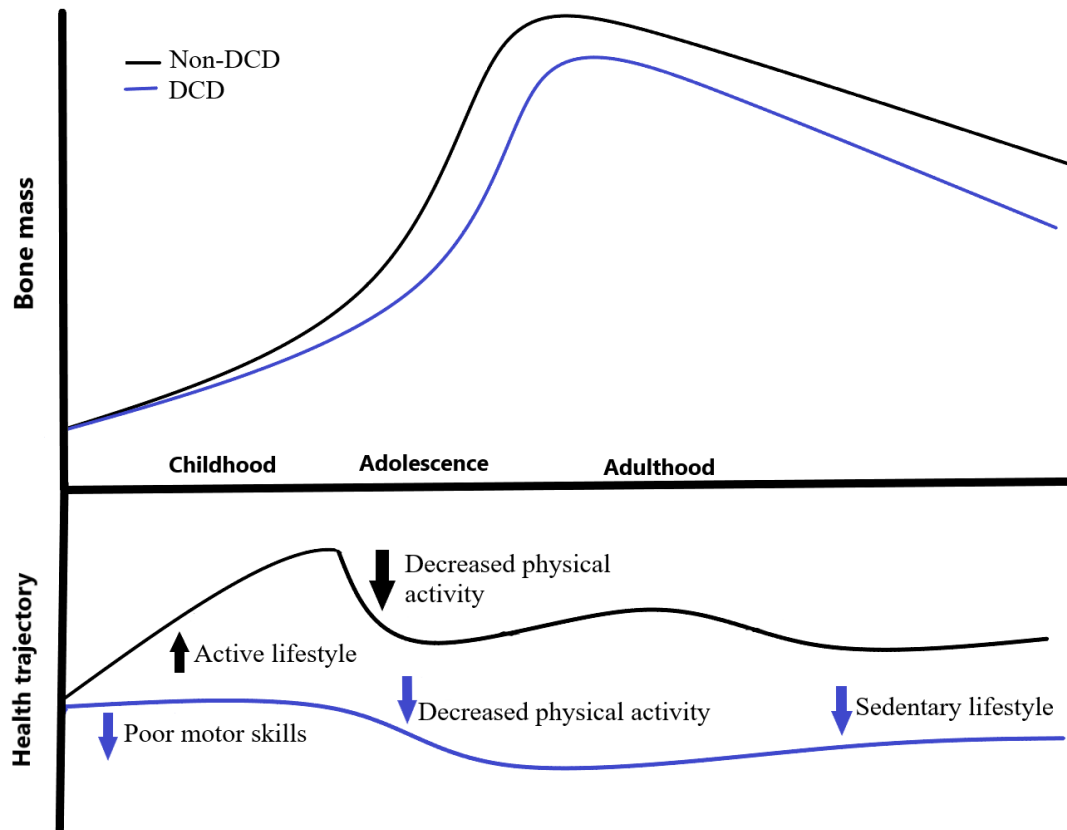 Non-DCD
DCD
Bone mass
Childhood
Adolescence
Adulthood
Health trajectory
Decreased physical
activity
Active lifestyle
Decreased physical activity
Sedentary lifestyle
Poor motor skills